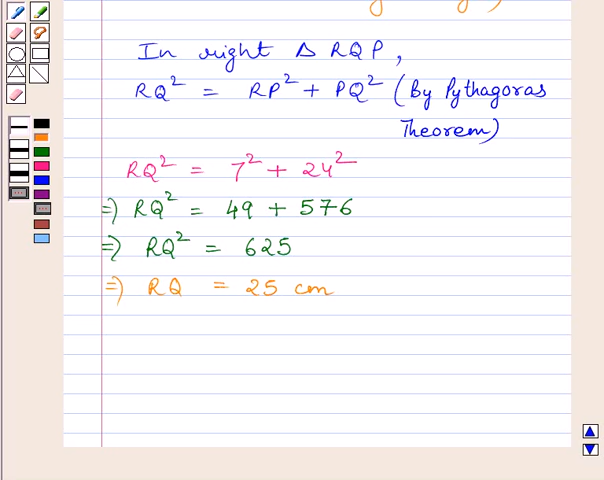 In right Δ RQP,
RQ² = RP² + PQ² (By Pythagoras
Theorem)
RQ² = 7² + 24²
⇒ RQ² = 49 + 576
⇒ RQ² = 625
⇒ RQ = 25 cm